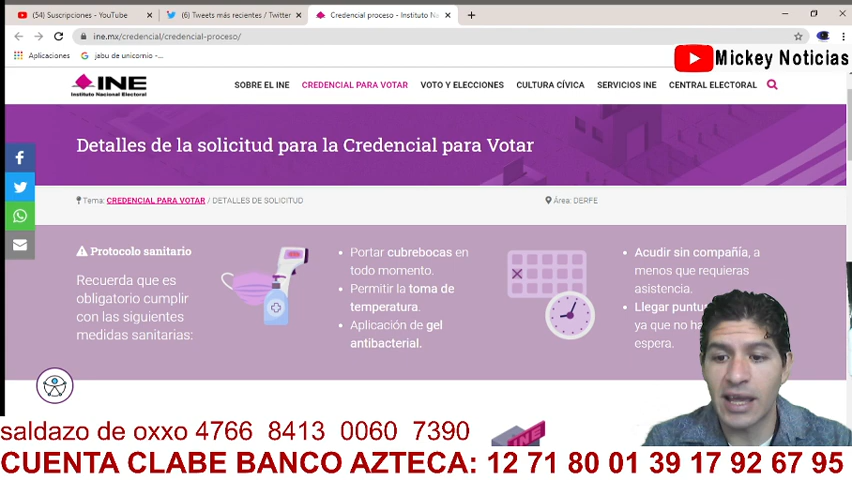 (54) Suscripciones - YouTube
(6) Tweets más recientes / Twitter
Credencial proceso - Instituto Na
ine.mx/credencial/credencial-proceso/
Aplicaciones
jabu de unicornio -...
Mickey Noticias
INE
Instituto Nacional Electoral
SOBRE EL INE
CREDENCIAL PARA VOTAR
VOTO Y ELECCIONES
CULTURA CÍVICA
SERVICIOS INE
CENTRAL ELECTORAL
Detalles de la solicitud para la Credencial para Votar
Tema: CREDENCIAL PARA VOTAR / DETALLES DE SOLICITUD
Área: DERFE
Protocolo sanitario
Recuerda que es
obligatorio cumplir
con las siguientes
medidas sanitarias:
• Portar cubrebocas en
todo momento.
• Permitir la toma de
temperatura.
• Aplicación de gel
antibacterial.
• Acudir sin compañía, a
menos que requieras
asistencia.
• Llegar
ya que no
espera.
INE
saldazo de oxxo 4766 8413 0060 7390
CUENTA CLABE BANCO AZTECA: 12 71 80 01 39 17 92 67 95